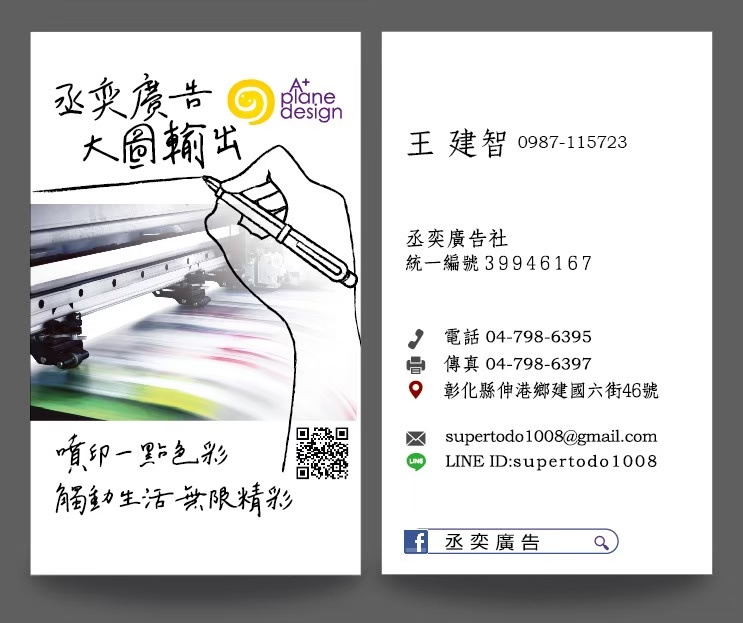 丞奕廣告
大圖輸出
A+
plane
design
噴印一點色彩
觸動生活無限精彩
王 建智 0987-115723
丞奕廣告社
統一編號 39946167
電話 04-798-6395
傳真 04-798-6397
彰化縣伸港鄉建國六街46號
supertodo1008@gmail.com
LINE
LINE ID:supertodo1008
f 丞奕廣告